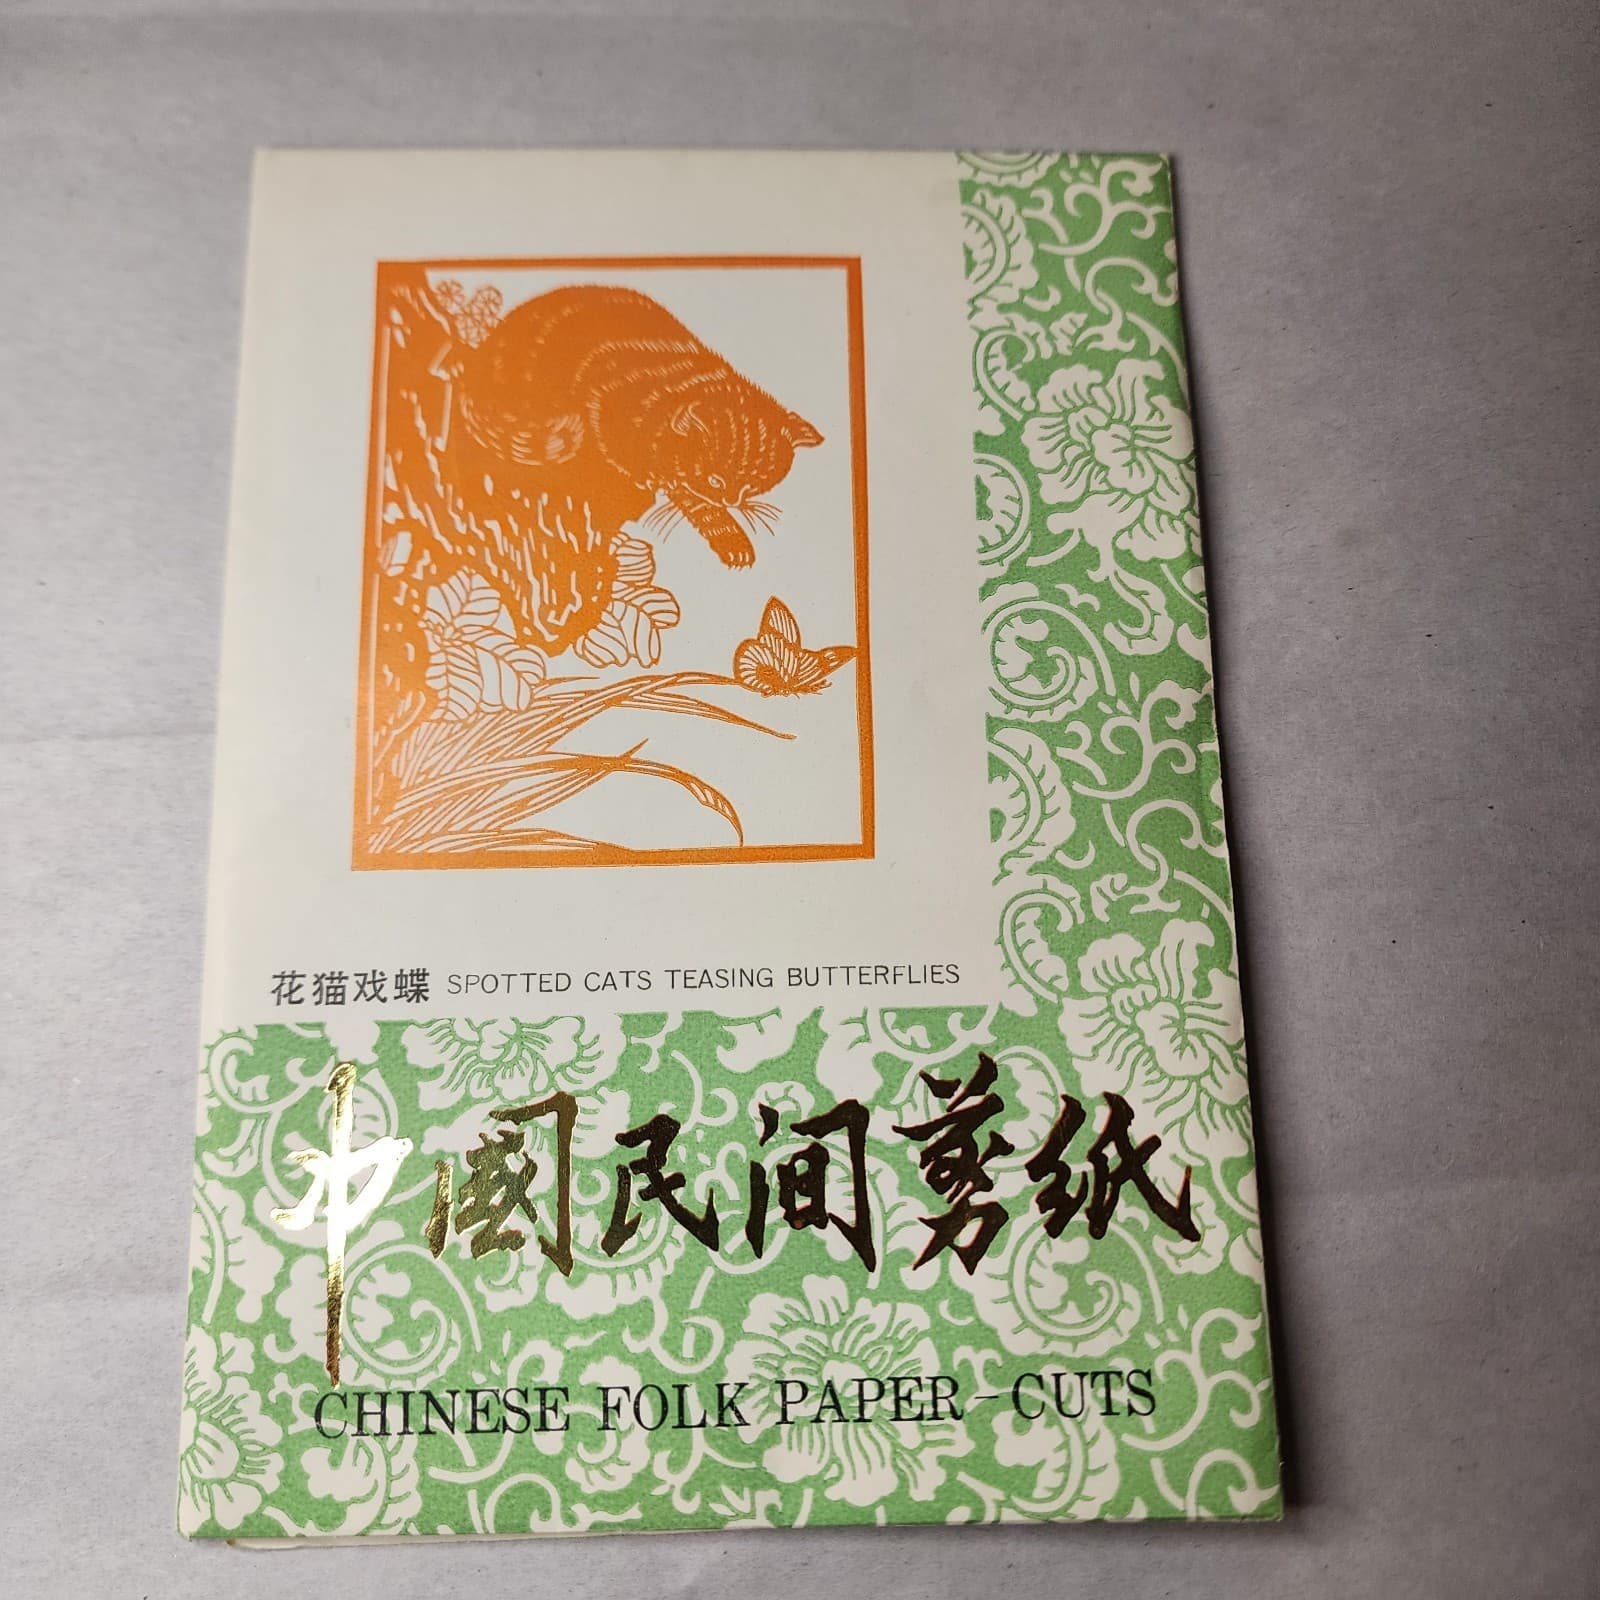 花猫戏蝶 SPOTTED CATS TEASING BUTTERFLIES
中国民间剪纸
CHINESE FOLK PAPER-CUTS